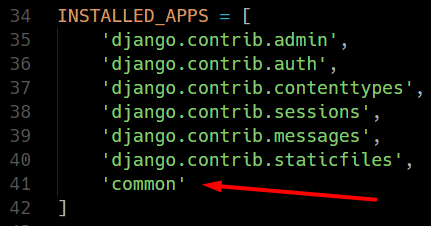 34 INSTALLED_APPS = [
35     'django.contrib.admin',
36     'django.contrib.auth',
37     'django.contrib.contenttypes',
38     'django.contrib.sessions',
39     'django.contrib.messages',
40     'django.contrib.staticfiles',
41     'common'
42 ]